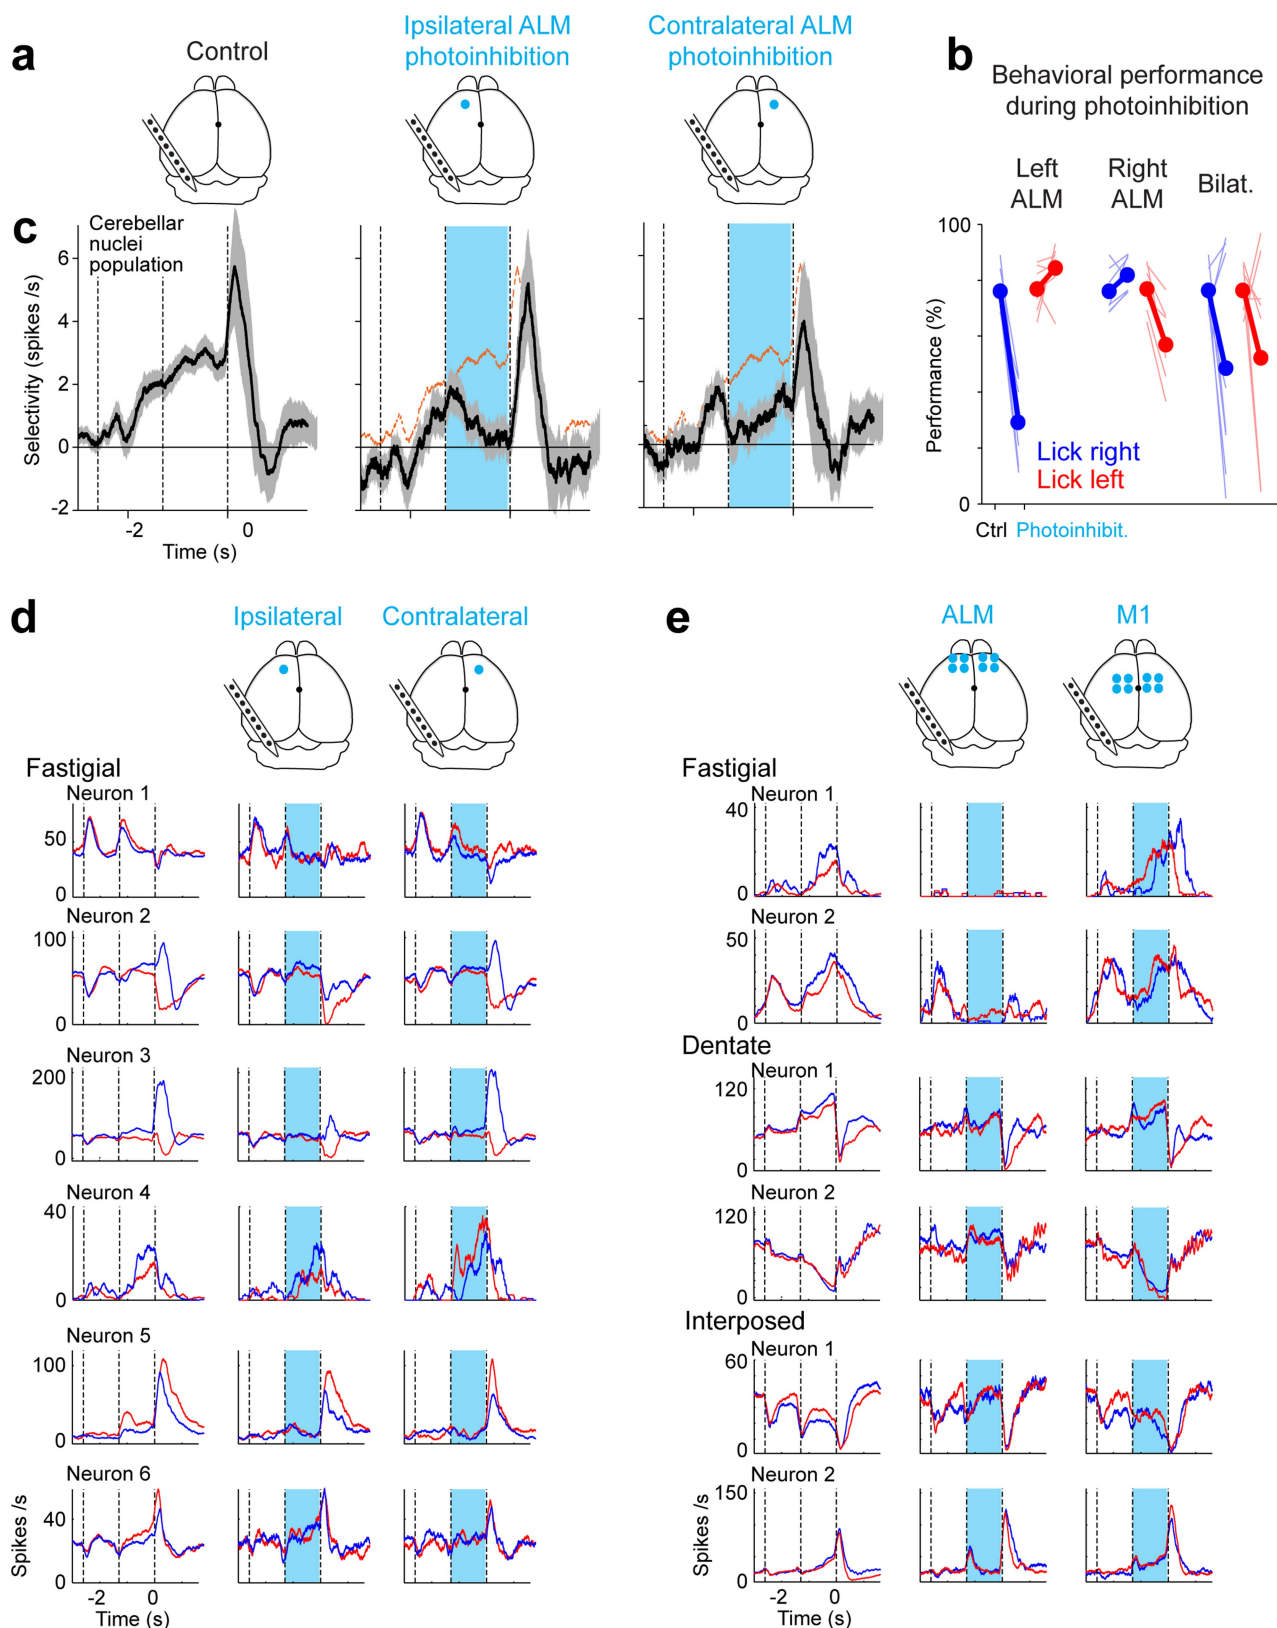 a
Control
Ipsilateral ALM
photoinhibition
Contralateral ALM
photoinhibition
b
Behavioral performance
during photoinhibition
Left
ALM
Right
ALM
Bilat.
100
Performance (%)
0
Lick right
Lick left
Ctrl
Photoinhibit.
c
Cerebellar
nuclei
population
Selectivity (spikes /s)
6
4
2
0
-2
-2
0
Time (s)
d
Ipsilateral
Contralateral
Fastigial
Neuron 1
50
0
Neuron 2
100
0
Neuron 3
200
0
Neuron 4
40
0
Neuron 5
100
0
Neuron 6
40
0
Spikes /s
-2
0
Time (s)
e
ALM
M1
Fastigial
Neuron 1
40
0
Neuron 2
50
0
Dentate
Neuron 1
120
0
Neuron 2
120
0
Interposed
Neuron 1
60
0
Neuron 2
150
0
Spikes /s
-2
0
Time (s)